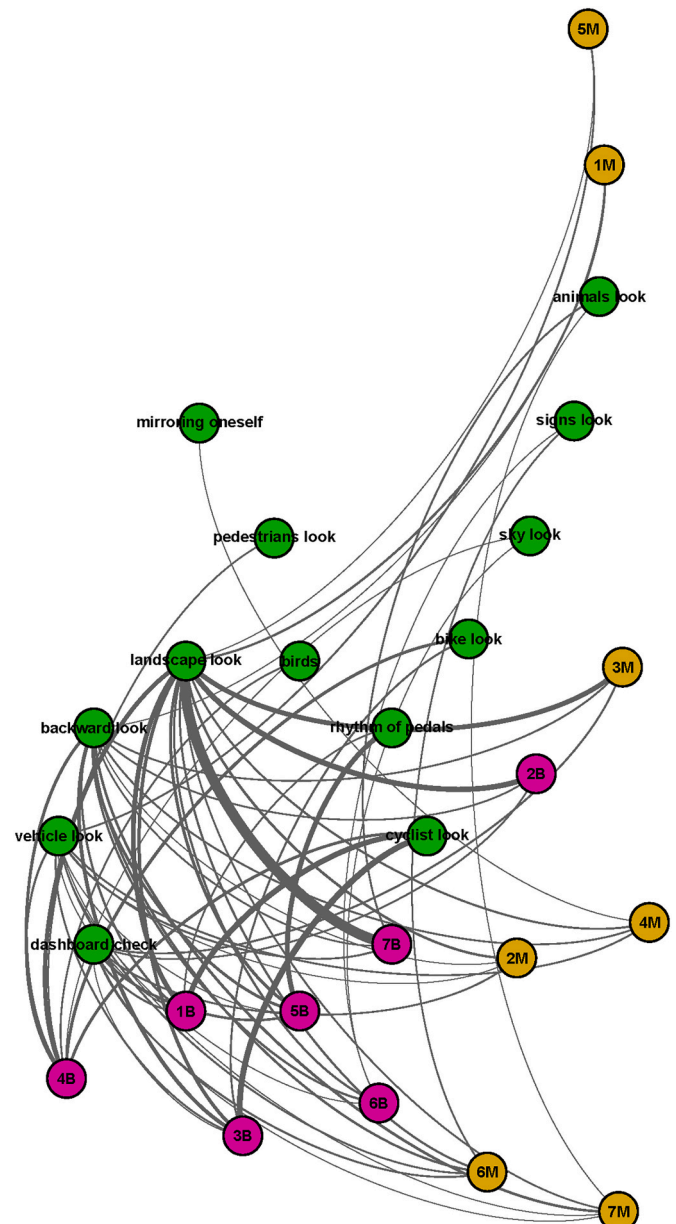 5M
1M
animals look
mirroring oneself
signs look
pedestrians look
sky look
bike look
landscape look
birds
3M
backward look
rhythm of pedals
2B
vehicle look
cyclist look
4M
dashboard check
7B
2M
1B
5B
4B
6B
3B
6M
7M